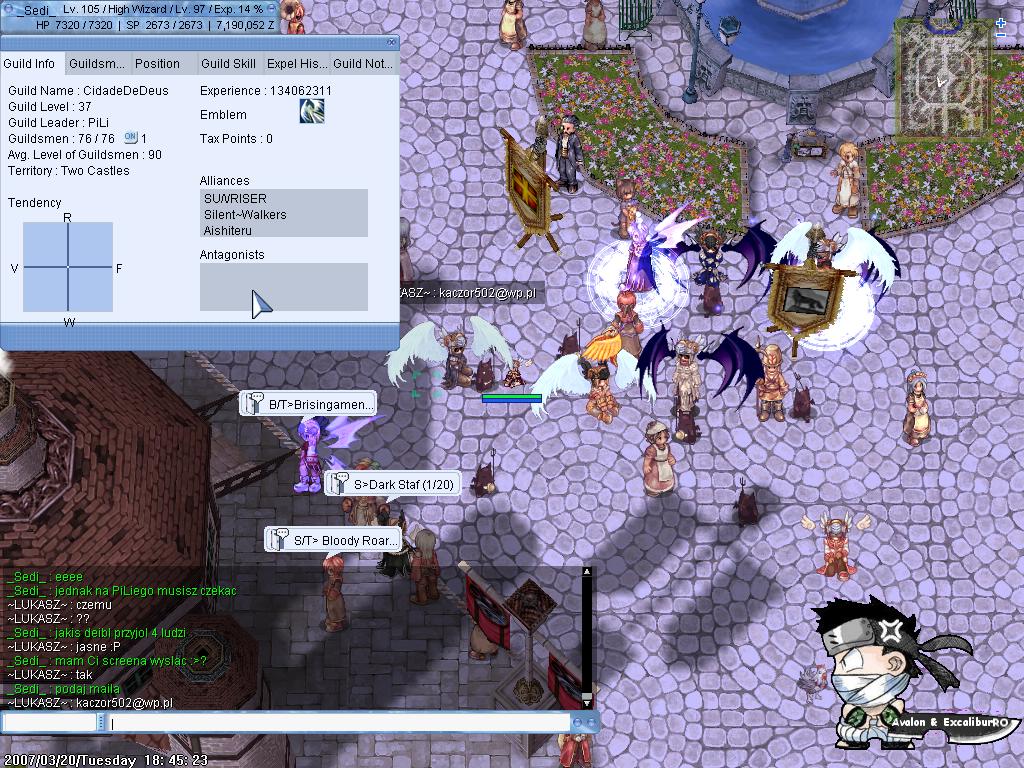 _Sedi_ Lv. 105 / High Wizard / Lv. 97 / Exp. 14 %
HP 7320 / 7320 | SP 2673 / 2673 | 7,190,052 Z
Guild Info Guildsm... Position Guild Skill Expel His... Guild Not...
Guild Name : CidadeDeDeus
Guild Level : 37
Guild Leader : PiLi
Guildsmen : 76 / 76 ON 1
Avg. Level of Guildsmen : 90
Territory : Two Castles
Experience : 134062311
Emblem
Tax Points : 0
Tendency
R
V
F
W
Alliances
SUNRISER
Silent~Walkers
Aishiteru
Antagonists
KASZ~ : kaczor502@wp.pl
B/T>Brisingamen...
S>Dark Staf (1/20)
S/T> Bloody Roar...
_Sedi_ : eeee
_Sedi_ : jednak na PiLiego musisz czekac
~LUKASZ~ : czemu
~LUKASZ~ : ??
_Sedi_ : jakis deibl przyjol 4 ludzi
~LUKASZ~ : jasne :P
_Sedi_ : mam Ci screena wyslac :>?
~LUKASZ~ : tak
_Sedi_ : podaj maila
~LUKASZ~ : kaczor502@wp.pl
Avalon & ExcaliburRO
2007/03/20/Tuesday 18:45:23